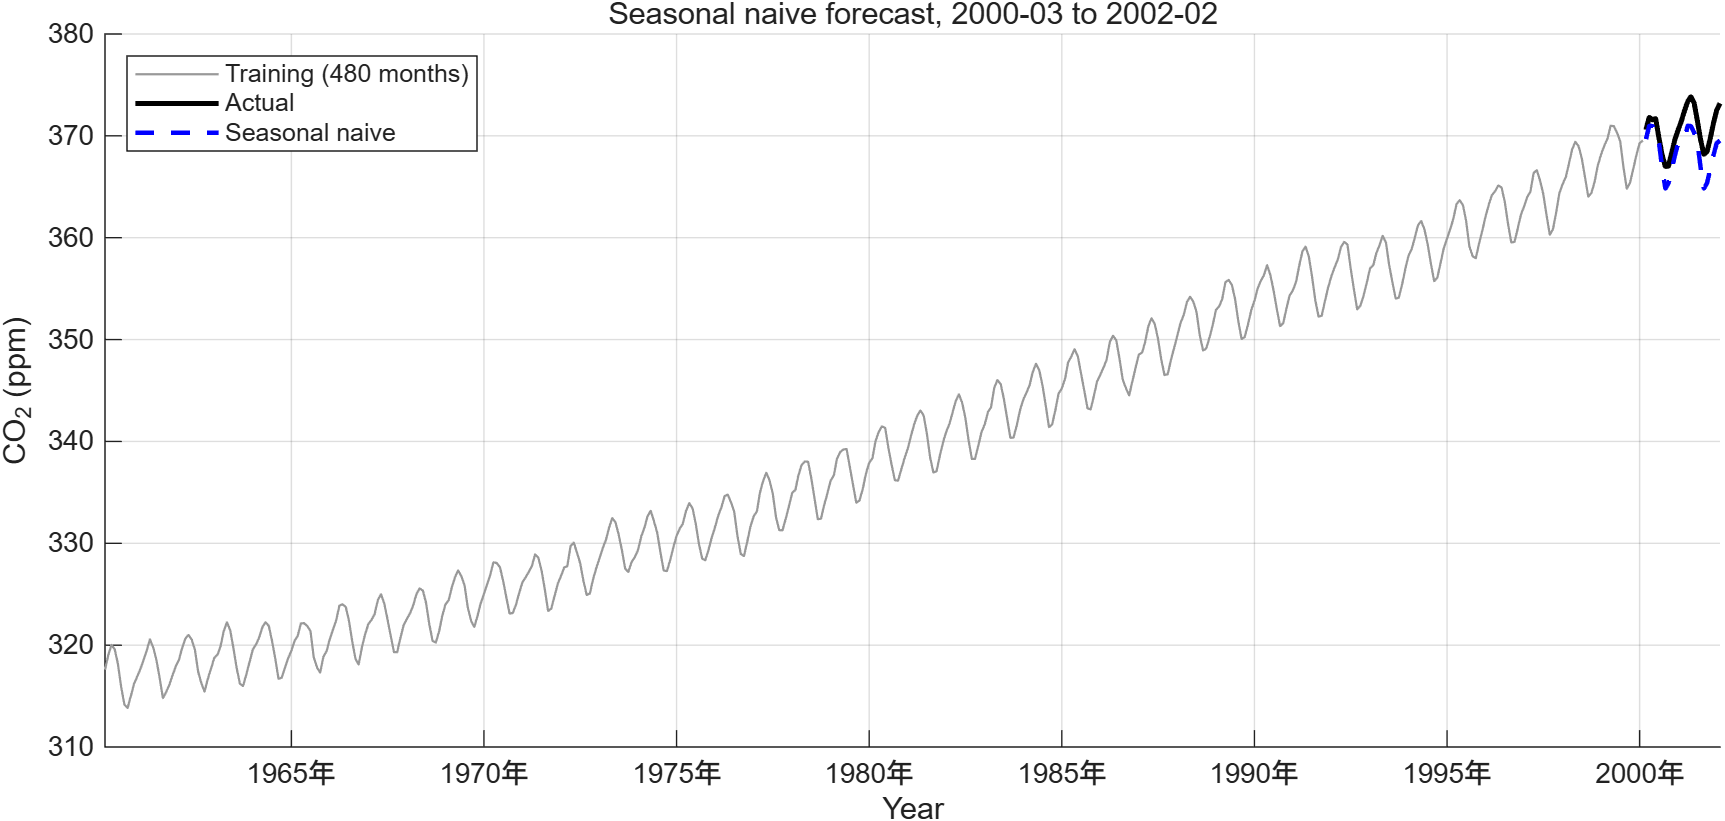 Seasonal naive forecast, 2000-03 to 2002-02
Training (480 months)
Actual
Seasonal naive
CO2 (ppm)
380
370
360
350
340
330
320
310
1965年 1970年 1975年 1980年 1985年 1990年 1995年 2000年
Year